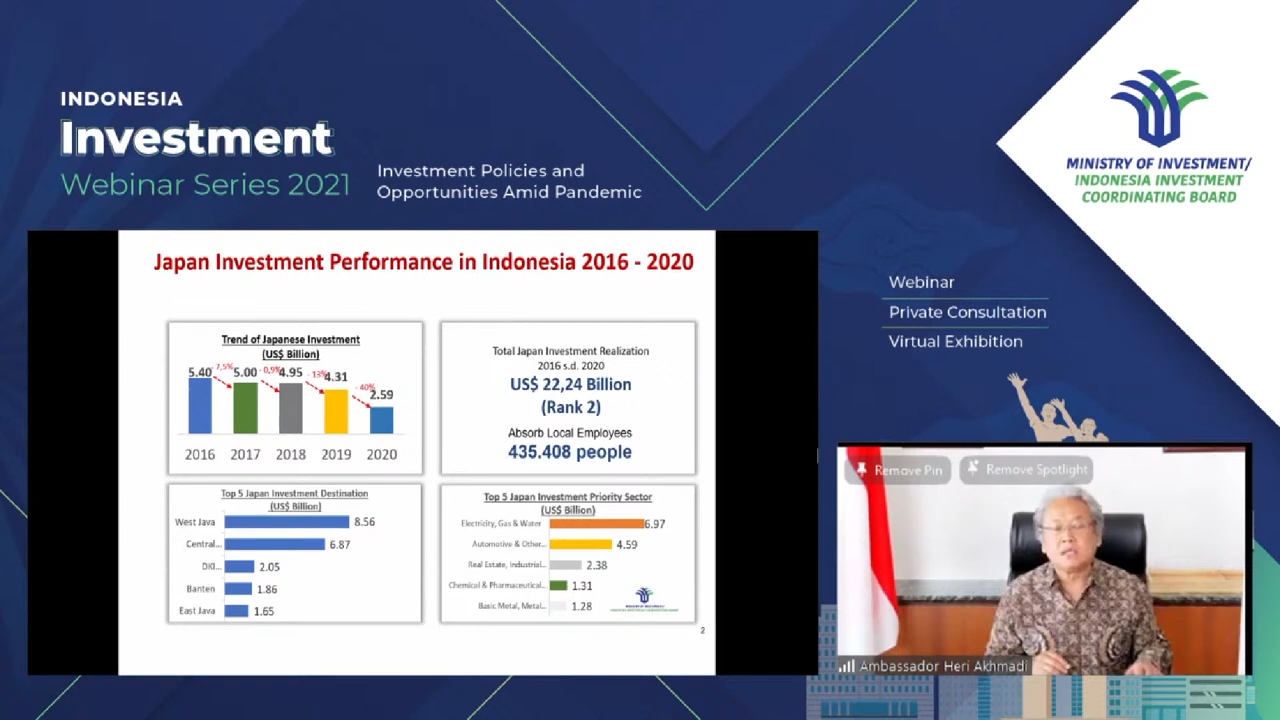 INDONESIA
Investment
Webinar Series 2021
Investment Policies and
Opportunities Amid Pandemic
MINISTRY OF INVESTMENT/
INDONESIA INVESTMENT
COORDINATING BOARD
Webinar
Private Consultation
Virtual Exhibition
Japan Investment Performance in Indonesia 2016 - 2020
Trend of Japanese Investment
(US$ Billion)
5.40 - 7,5% 5.00 - 0,9% 4.95 - 13% 4.31 - 40% 2.59
2016 2017 2018 2019 2020
Total Japan Investment Realization
2016 s.d. 2020
US$ 22,24 Billion
(Rank 2)
Absorb Local Employees
435.408 people
Top 5 Japan Investment Destination
(US$ Billion)
West Java 8.56
Central... 6.87
DKI... 2.05
Banten 1.86
East Java 1.65
Top 5 Japan Investment Priority Sector
(US$ Billion)
Electricity, Gas & Water 6.97
Automotive & Other... 4.59
Real Estate, Industrial... 2.38
Chemical & Pharmaceutical... 1.31
Basic Metal, Metal... 1.28
2
Remove Pin
Remove Spotlight
Ambassador Heri Akhmadi